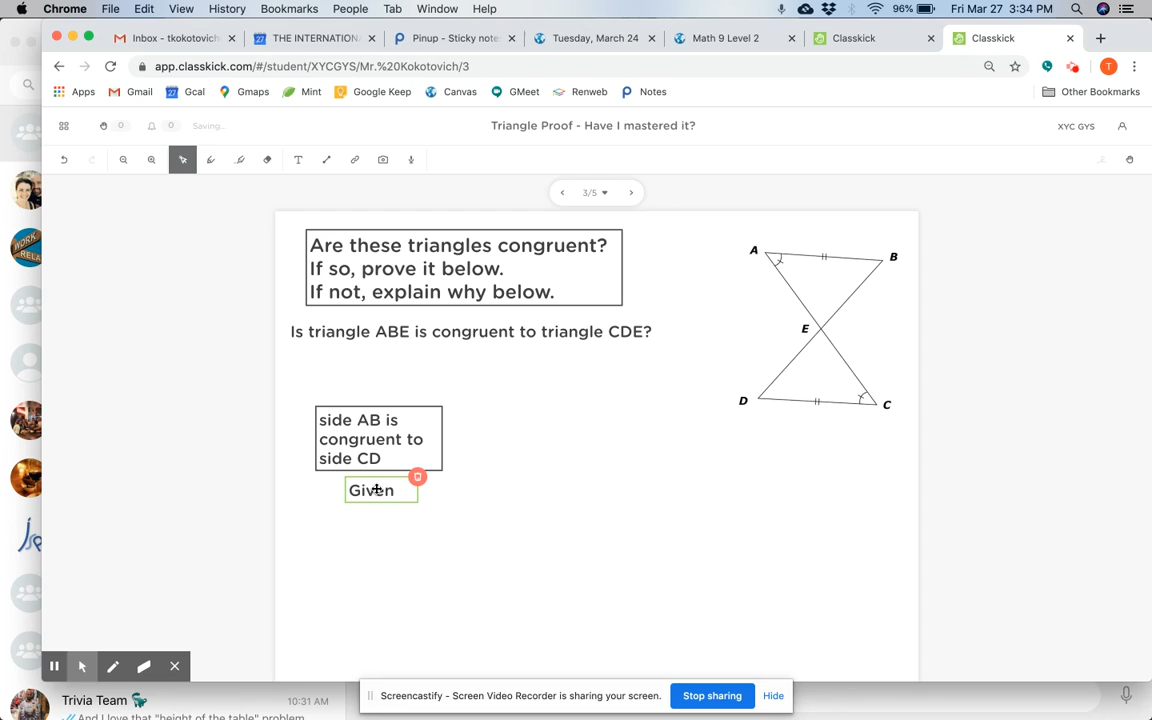 Chrome File Edit View History Bookmarks People Tab Window Help 96% Fri Mar 27 3:34 PM
Inbox - tkokotovich THE INTERNATIONA Pinup - Sticky note Tuesday, March 24 Math 9 Level 2 Classkick Classkick
app.classkick.com/#/student/XYCGYS/Mr.%20Kokotovich/3 T
Apps Gmail Gcal Gmaps Mint Google Keep Canvas GMeet Renweb Notes Other Bookmarks
0 0 Saving... Triangle Proof - Have I mastered it? XYC GYS
T
3/5
Are these triangles congruent?
If so, prove it below.
If not, explain why below.
Is triangle ABE is congruent to triangle CDE?
A
B
E
D
C
side AB is
congruent to
side CD
Given
WORK
RELA
Screencastify - Screen Video Recorder is sharing your screen. Stop sharing Hide
Trivia Team 10:31 AM
And I love that "height of the table" problem